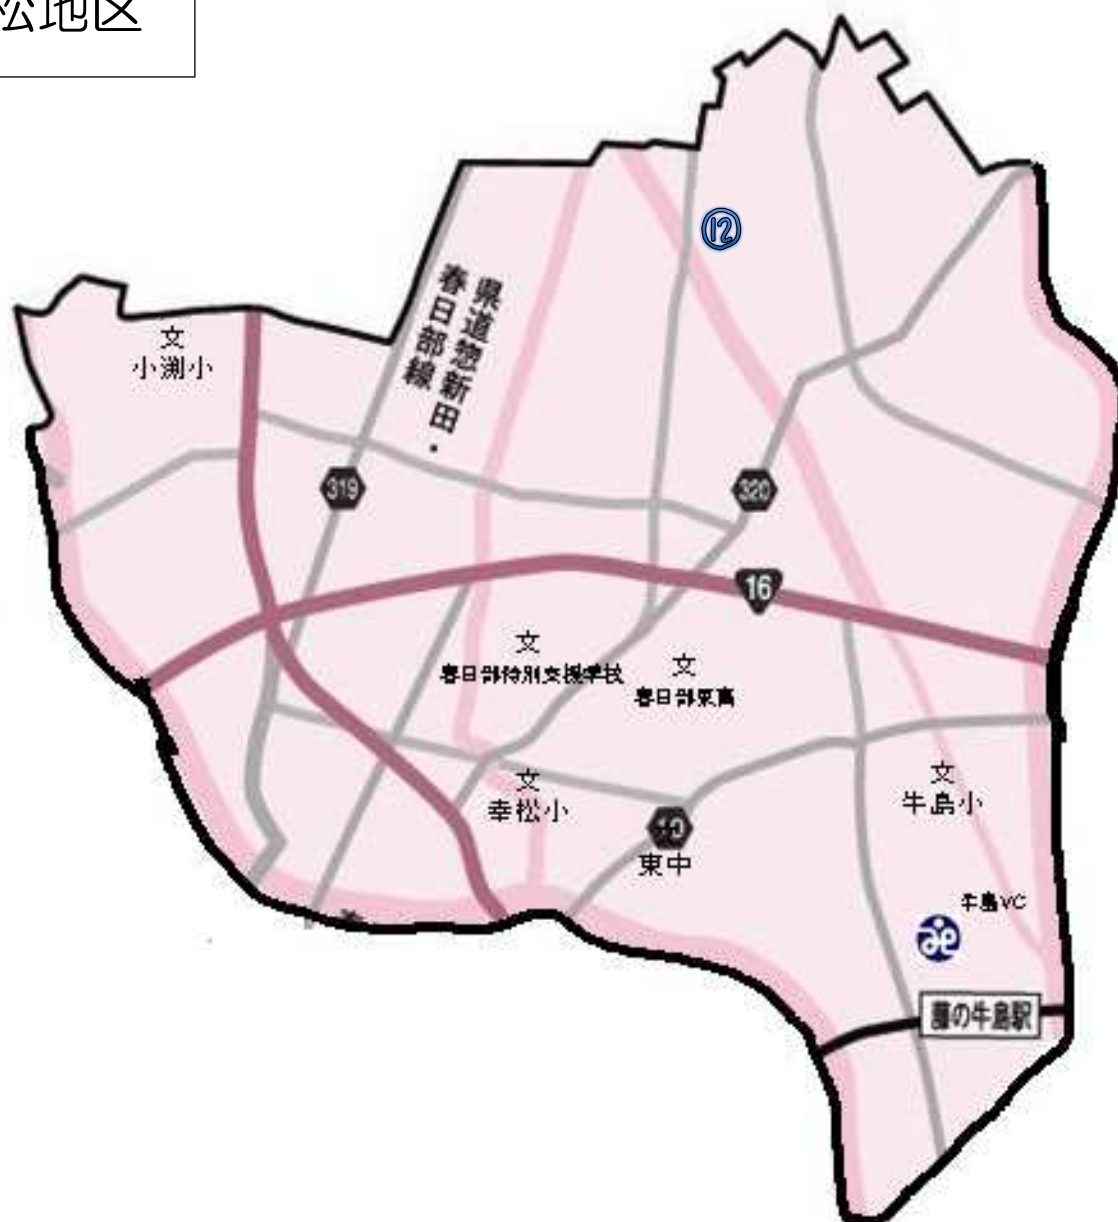 松地区
⑫
県道惣新田・
春日部線
文
小渕小
319
320
16
文
春日部特別支援学校
文
春日部東高
文
幸松小
文
牛島小
東中
牛島VC
藤の牛島駅